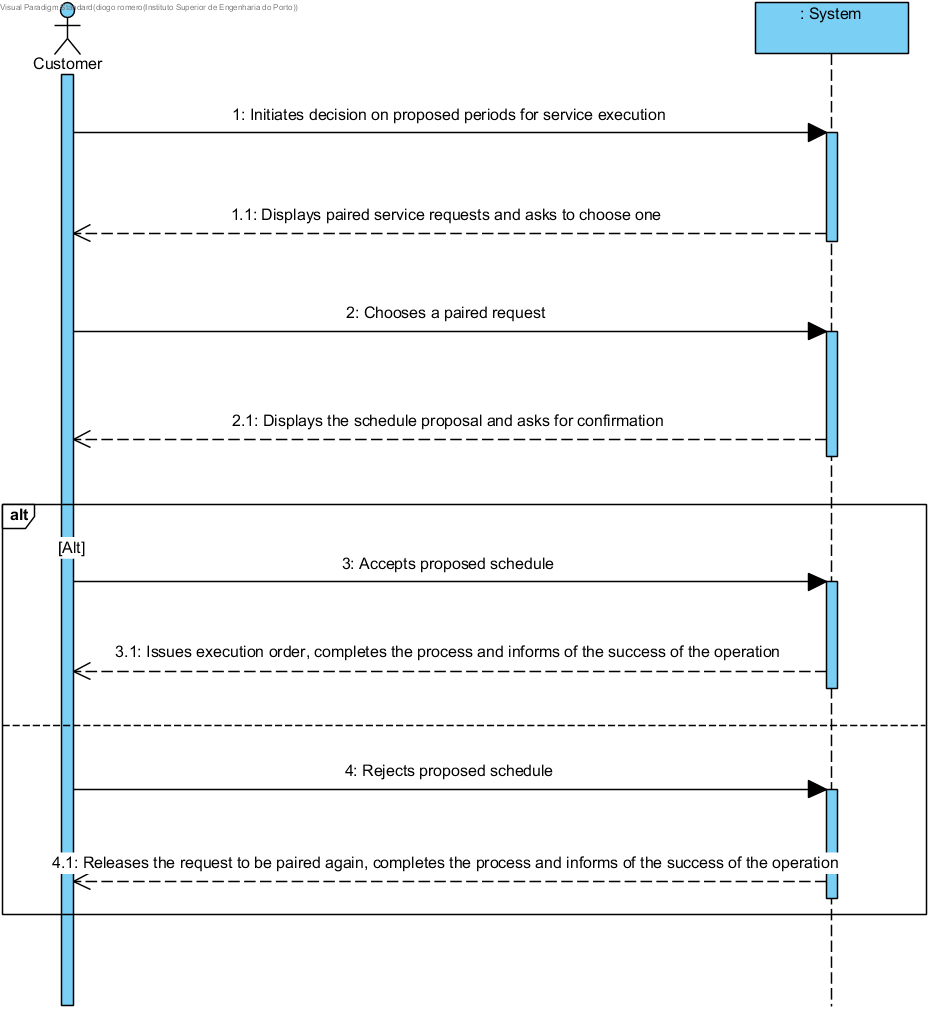 Visual Paradigm Standard(diogo romero(Instituto Superior de Engenharia do Porto))
: System
Customer
1: Initiates decision on proposed periods for service execution
1.1: Displays paired service requests and asks to choose one
2: Chooses a paired request
2.1: Displays the schedule proposal and asks for confirmation
alt
[Alt]
3: Accepts proposed schedule
3.1: Issues execution order, completes the process and informs of the success of the operation
4: Rejects proposed schedule
4.1: Releases the request to be paired again, completes the process and informs of the success of the operation